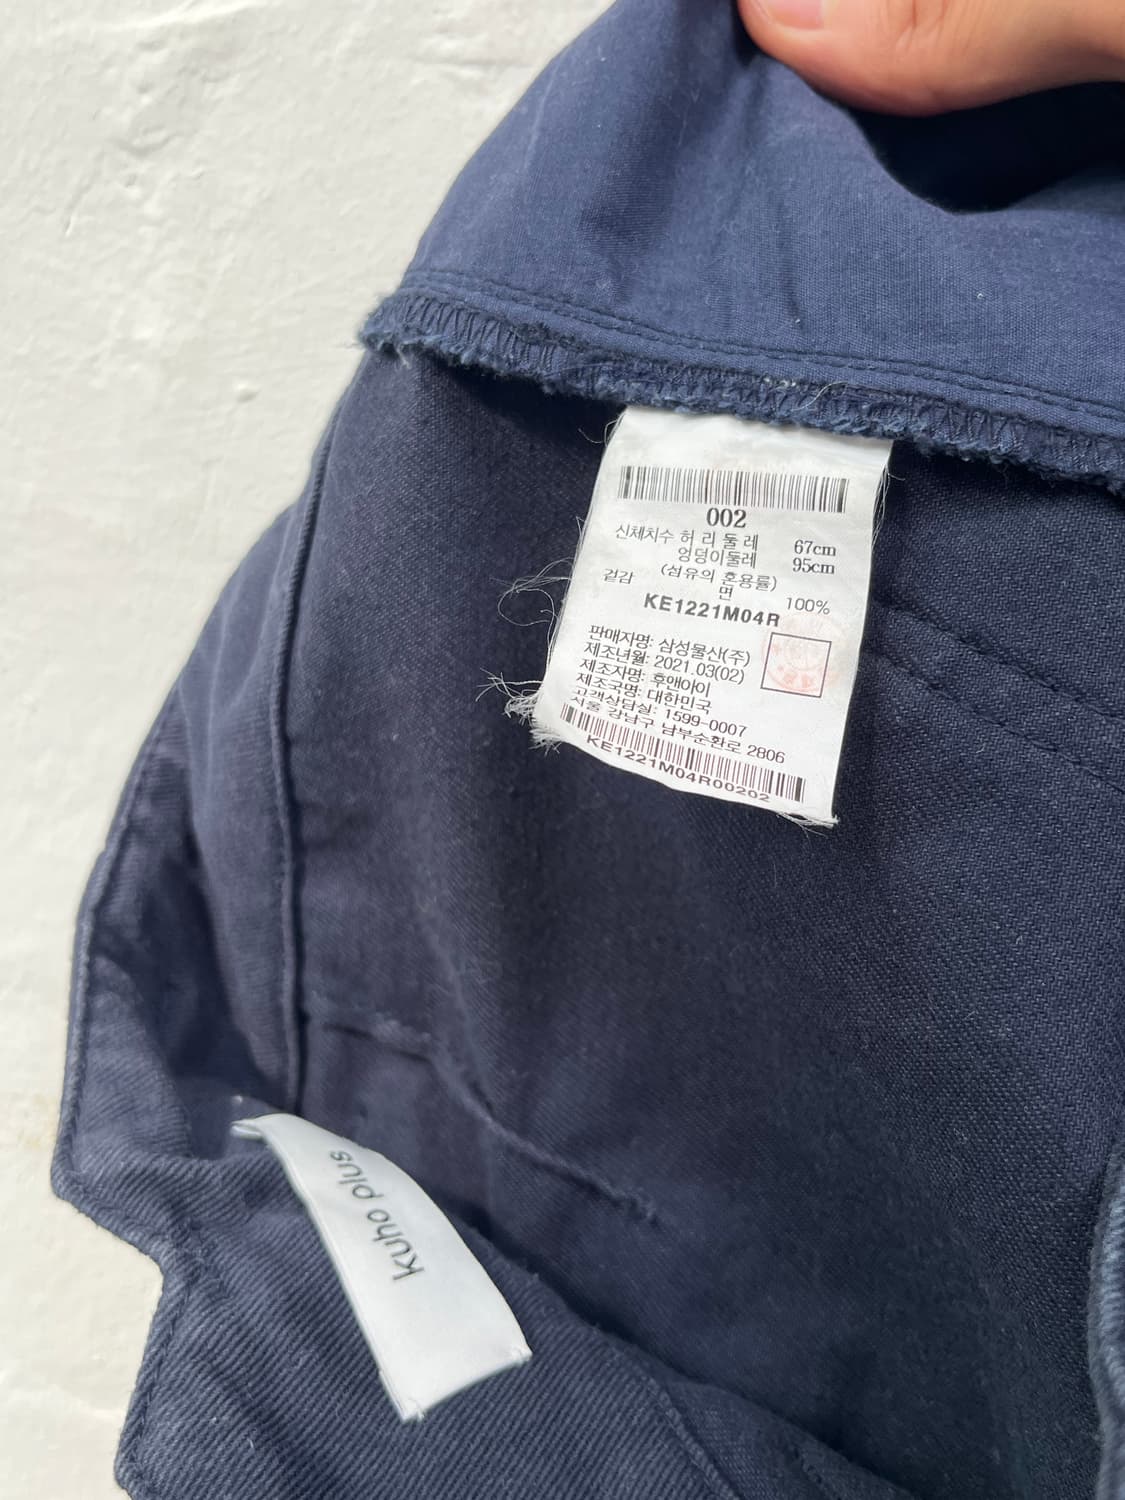 002
신체치수 허 리 둘 레 67cm
엉덩이둘레 95cm
(섬유의 혼용률)
겉감 면 100%
KE1221M04R
판매자명: 삼성물산(주)
제조년월: 2021.03(02)
제조자명: 후앤아이
제조국명: 대한민국
고객상담실: 1599-0007
서울 강남구 남부순환로 2806
KE1221M04R00202
kuho plus